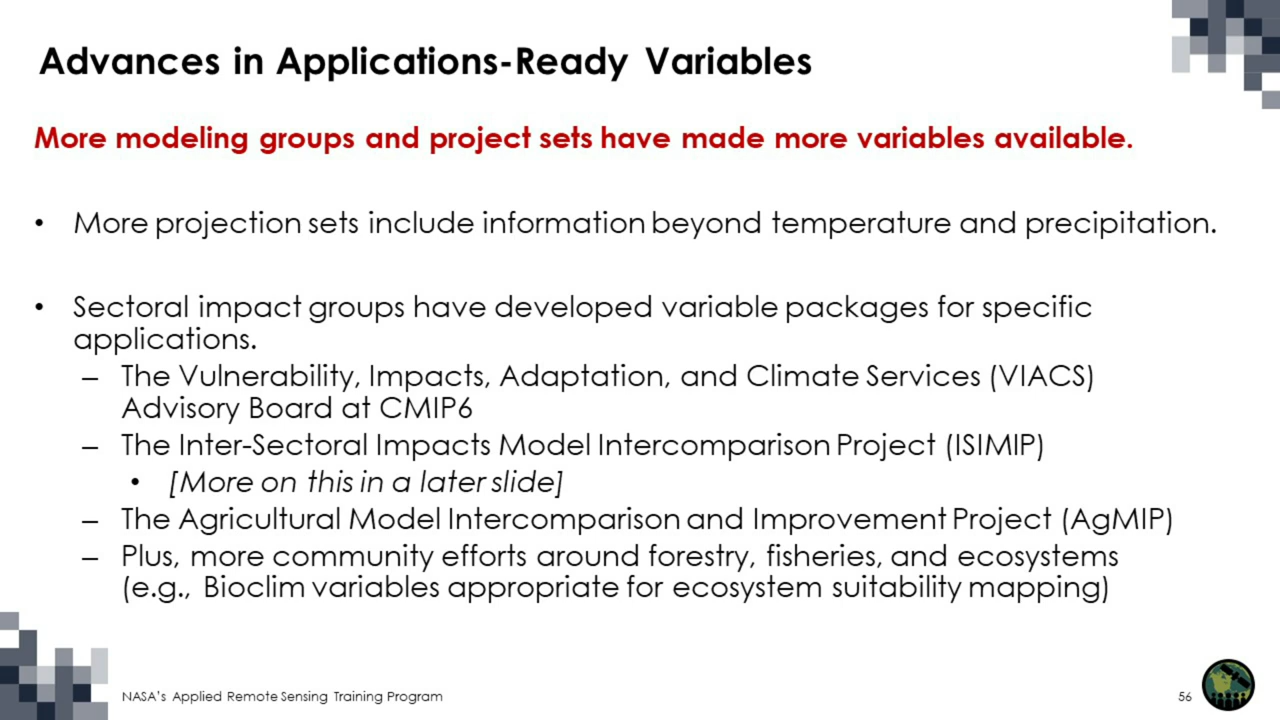 Advances in Applications-Ready Variables
More modeling groups and project sets have made more variables available.
• More projection sets include information beyond temperature and precipitation.
• Sectoral impact groups have developed variable packages for specific
applications.
– The Vulnerability, Impacts, Adaptation, and Climate Services (VIACS)
Advisory Board at CMIP6
– The Inter-Sectoral Impacts Model Intercomparison Project (ISIMIP)
• [More on this in a later slide]
– The Agricultural Model Intercomparison and Improvement Project (AgMIP)
– Plus, more community efforts around forestry, fisheries, and ecosystems
(e.g., Bioclim variables appropriate for ecosystem suitability mapping)
NASA's Applied Remote Sensing Training Program
56